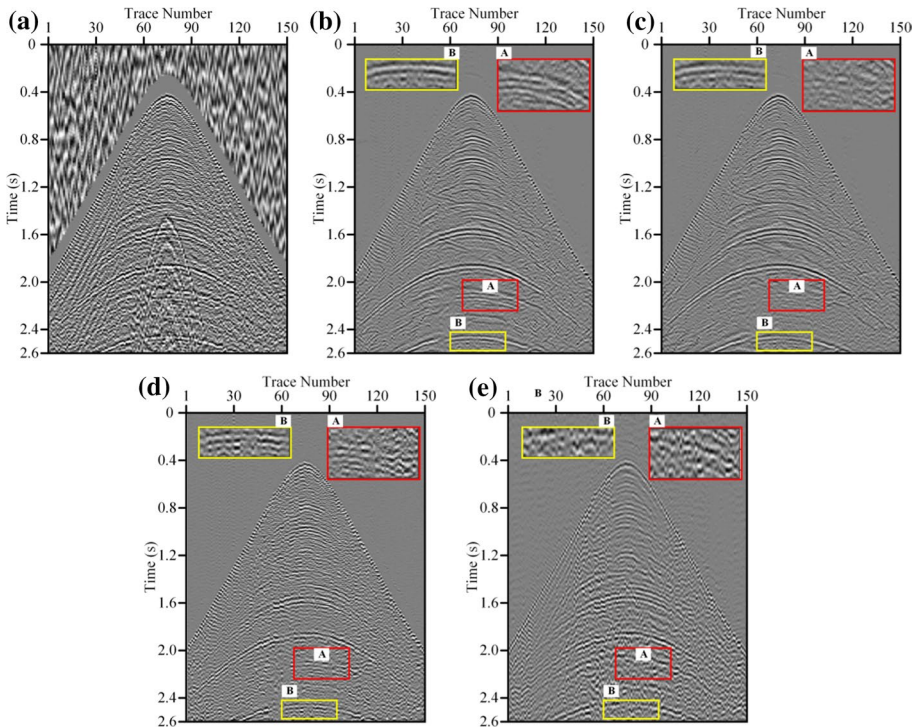 (a)
Trace Number
1 30 60 90 120 150
Time (s)
0
0.4
0.8
1.2
1.6
2.0
2.4
2.6
(b)
Trace Number
1 30 60 90 120 150
B A
Time (s)
0
0.4
0.8
1.2
1.6
2.0
2.4
2.6
A
B
(c)
Trace Number
1 30 60 90 120 150
B A
Time (s)
0
0.4
0.8
1.2
1.6
2.0
2.4
2.6
A
B
(d)
Trace Number
1 30 60 90 120 150
B A
Time (s)
0
0.4
0.8
1.2
1.6
2.0
2.4
2.6
A
B
(e)
Trace Number
1 B 30 60 90 120 150
B A
Time (s)
0
0.4
0.8
1.2
1.6
2.0
2.4
2.6
A
B